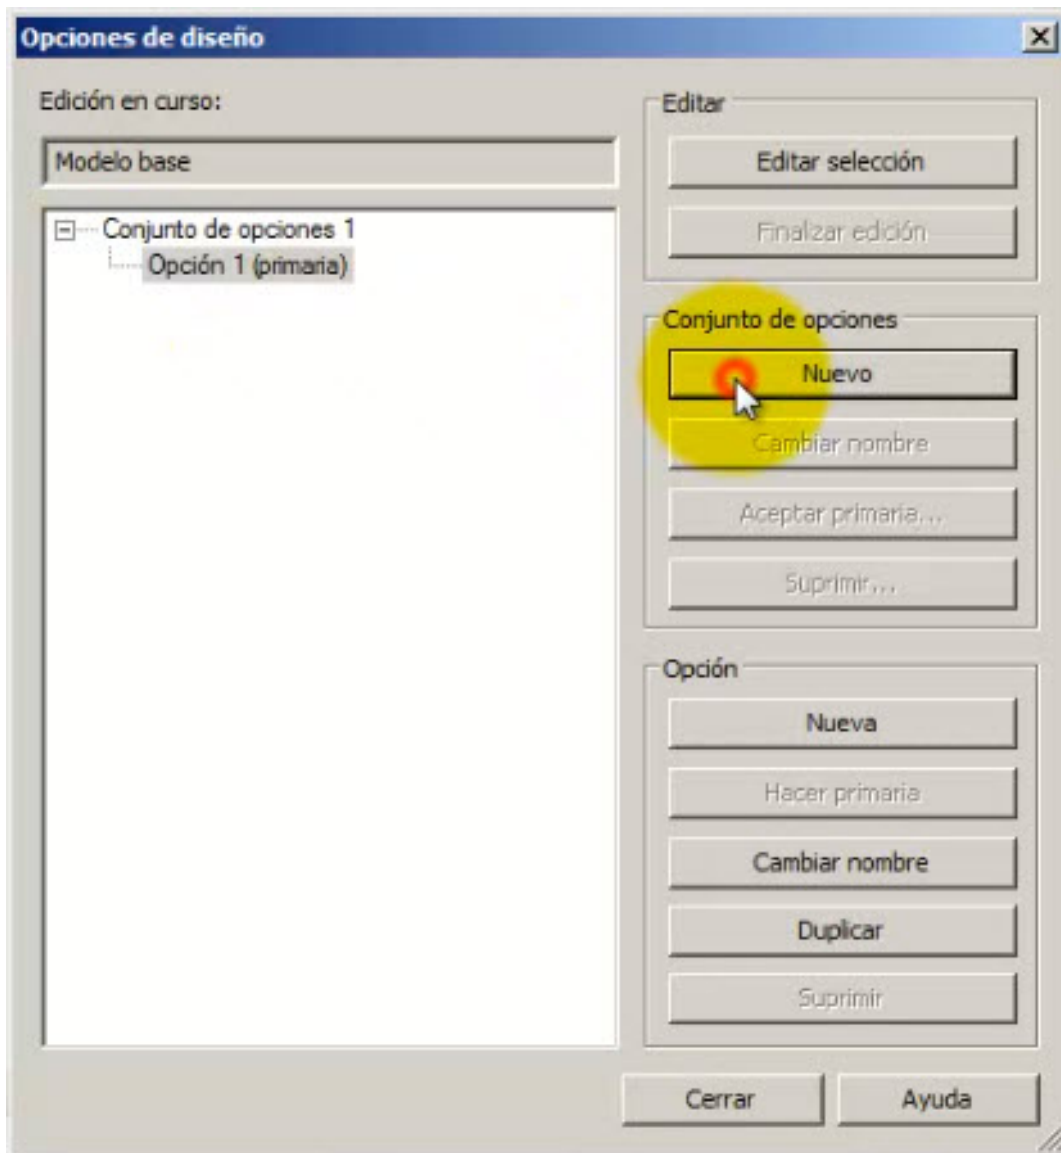 Opciones de diseño
Edición en curso:
Modelo base
Conjunto de opciones 1
Opción 1 (primaria)
Editar
Editar selección
Finalzar edición
Conjunto de opciones
Nuevo
Cambiar nombre
Aceptar primaria...
Suprimir...
Opción
Nueva
Hacer primaria
Cambiar nombre
Duplicar
Suprimir
Cerrar
Ayuda